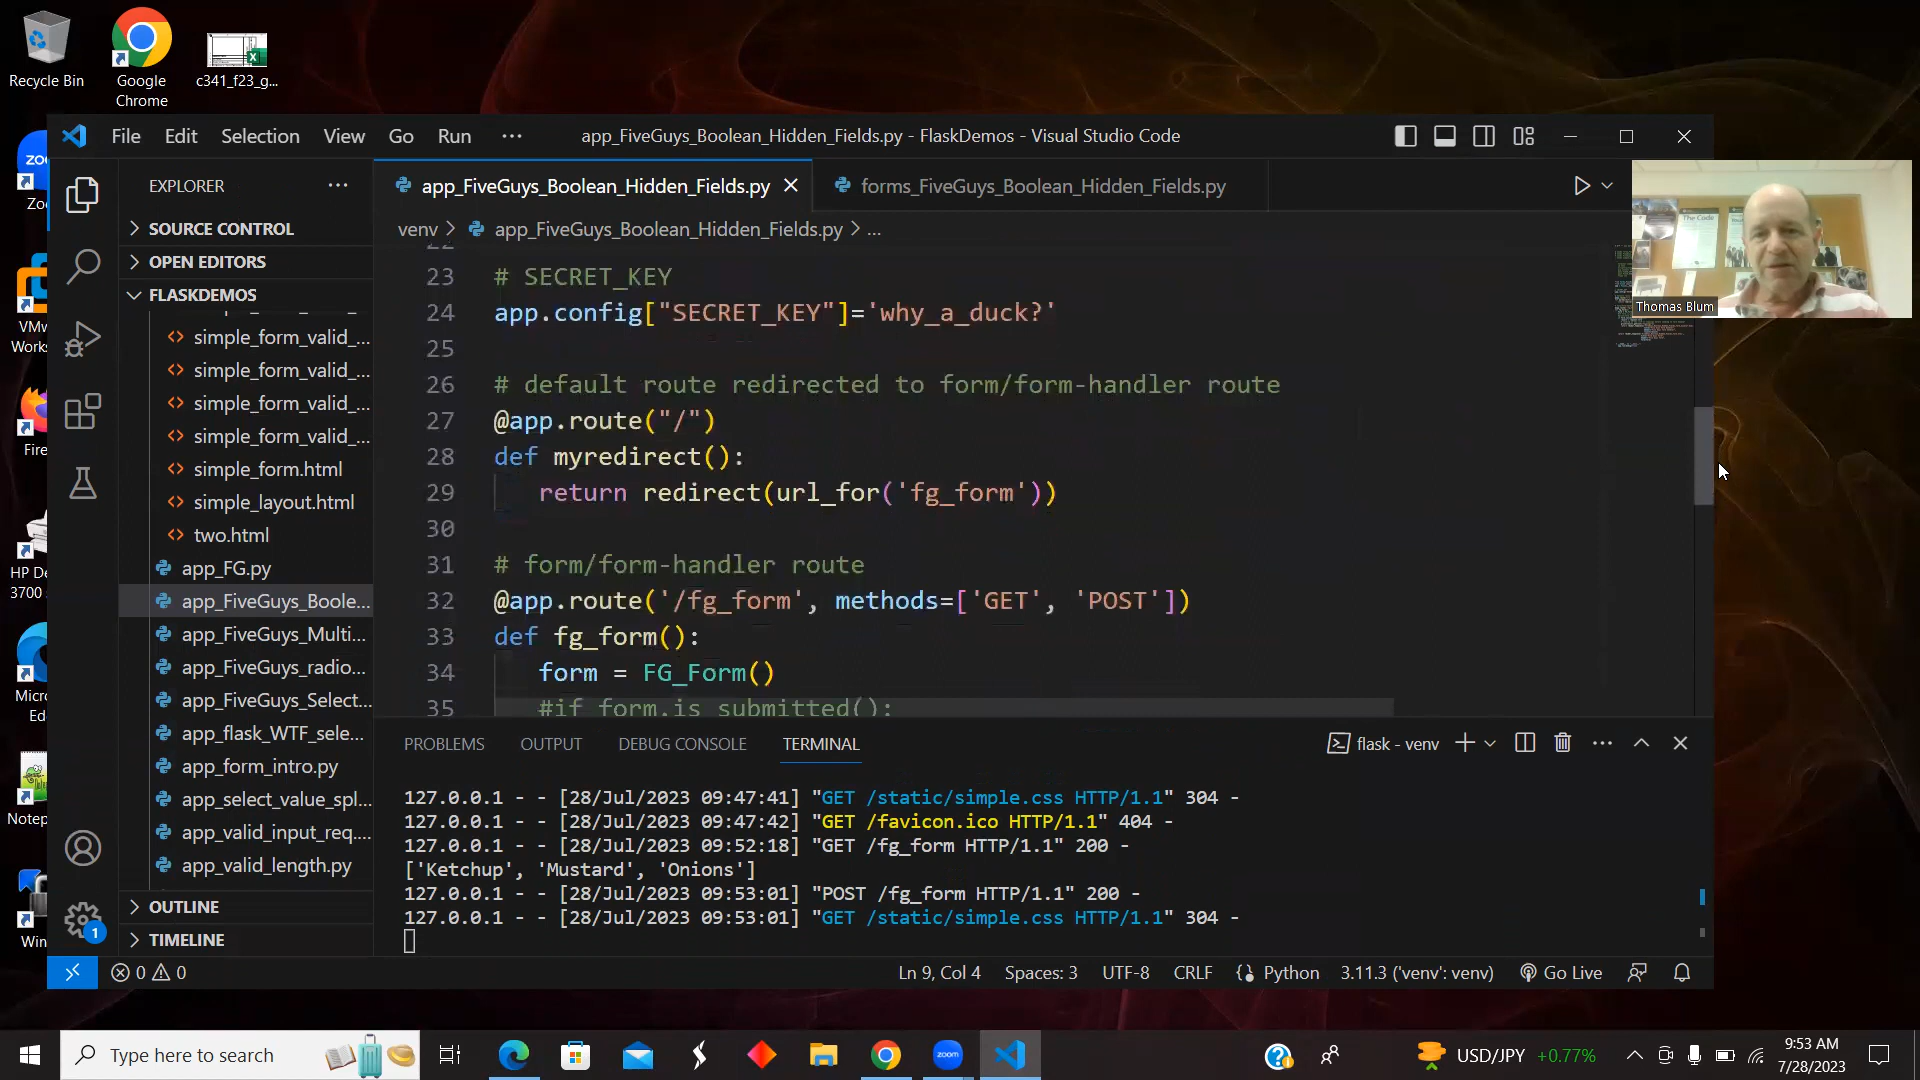 Recycle Bin
Google
Chrome
c341_f23_g...
File Edit Selection View Go Run ...
app_FiveGuys_Boolean_Hidden_Fields.py - FlaskDemos - Visual Studio Code
EXPLORER
app_FiveGuys_Boolean_Hidden_Fields.py
forms_FiveGuys_Boolean_Hidden_Fields.py
venv > app_FiveGuys_Boolean_Hidden_Fields.py > ...
Thomas Blum
The Code
SOURCE CONTROL
OPEN EDITORS
FLASKDEMOS
simple_form_valid_...
simple_form_valid_...
simple_form_valid_...
simple_form_valid_...
simple_form.html
simple_layout.html
two.html
app_FG.py
app_FiveGuys_Boole...
app_FiveGuys_Multi...
app_FiveGuys_radio...
app_FiveGuys_Select...
app_flask_WTF_sele...
app_form_intro.py
app_select_value_spl...
app_valid_input_req....
app_valid_length.py
OUTLINE
TIMELINE
22
23 # SECRET_KEY
24 app.config["SECRET_KEY"]='why_a_duck?'
25
26 # default route redirected to form/form-handler route
27 @app.route("/")
28 def myredirect():
29 return redirect(url_for('fg_form'))
30
31 # form/form-handler route
32 @app.route('/fg_form', methods=['GET', 'POST'])
33 def fg_form():
34 form = FG_Form()
35 #if form.is_submitted():
PROBLEMS OUTPUT DEBUG CONSOLE TERMINAL
flask - venv
127.0.0.1 - - [28/Jul/2023 09:47:41] "GET /static/simple.css HTTP/1.1" 304 -
127.0.0.1 - - [28/Jul/2023 09:47:42] "GET /favicon.ico HTTP/1.1" 404 -
127.0.0.1 - - [28/Jul/2023 09:52:18] "GET /fg_form HTTP/1.1" 200 -
['Ketchup', 'Mustard', 'Onions']
127.0.0.1 - - [28/Jul/2023 09:53:01] "POST /fg_form HTTP/1.1" 200 -
127.0.0.1 - - [28/Jul/2023 09:53:01] "GET /static/simple.css HTTP/1.1" 304 -
1
0 0
Ln 9, Col 4
Spaces: 3
UTF-8
CRLF
Python
3.11.3 ('venv': venv)
Go Live
zoo
Zoo
VMw
Works
Fire
HP De
3700
Micro
Ed
Notep
Win
Type here to search
zoom
USD/JPY +0.77%
9:53 AM
7/28/2023